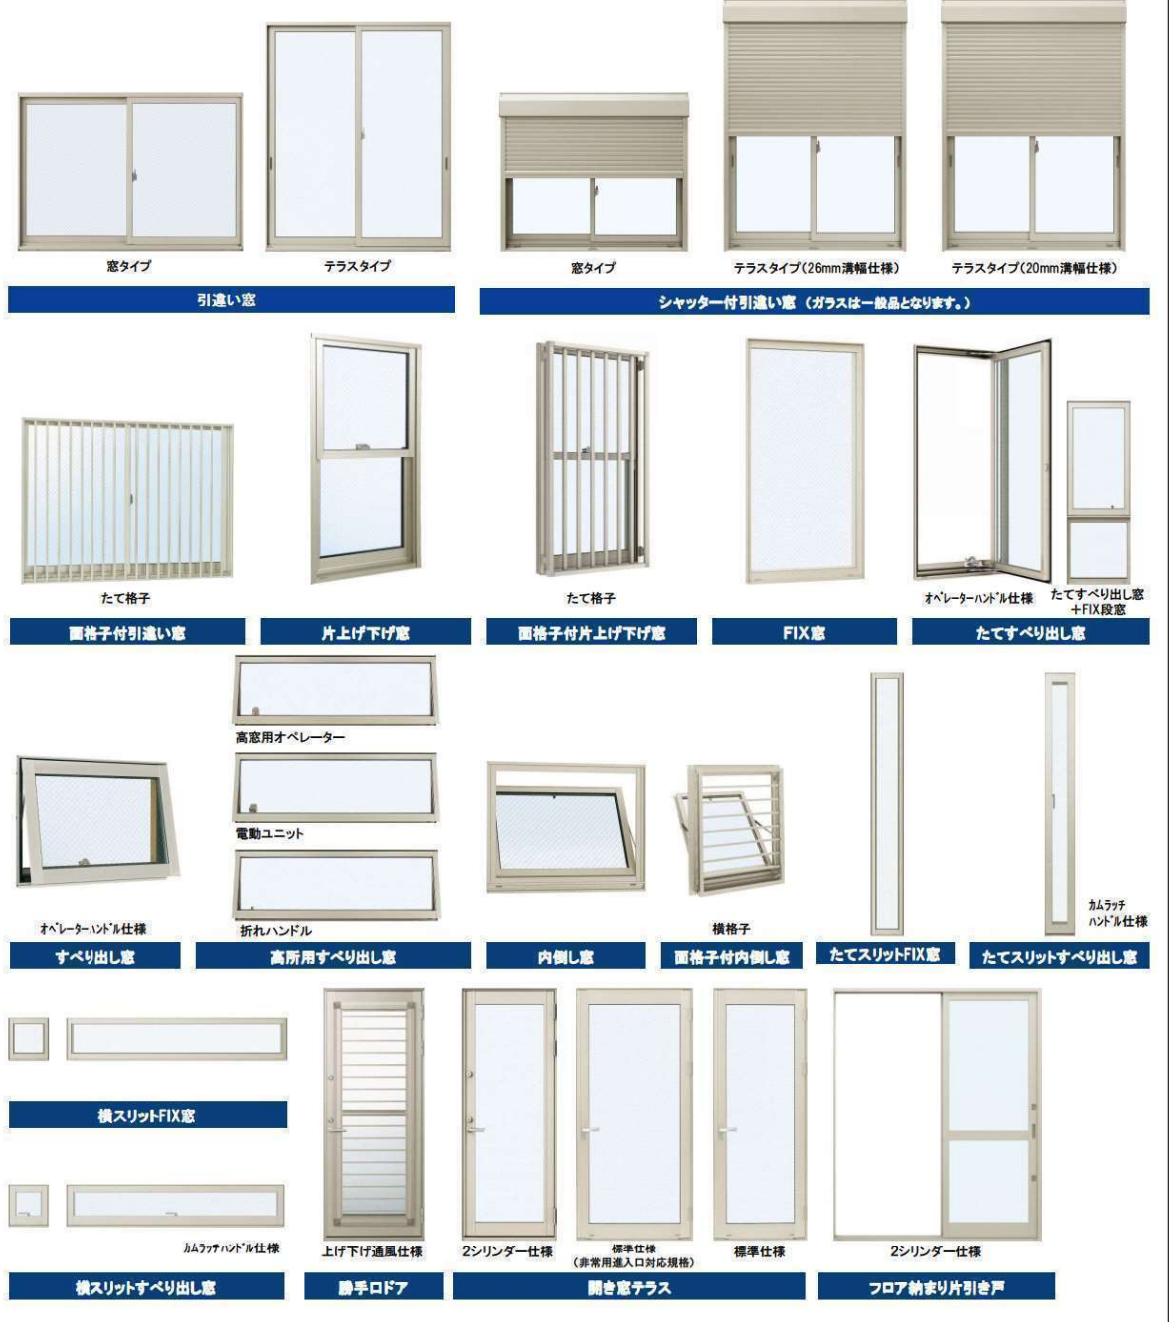 窓タイプ
テラスタイプ
引違い窓
窓タイプ
テラスタイプ(26mm溝幅仕様)
テラスタイプ(20mm溝幅仕様)
シャッター付引違い窓 (ガラスは一般品となります。)
たて格子
面格子付引違い窓
片上げ下げ窓
たて格子
面格子付片上げ下げ窓
FIX窓
オペレーターハンドル仕様
たてすべり出し窓
+FIX段窓
たてすべり出し窓
オペレーターハンドル仕様
すべり出し窓
高窓用オペレーター
電動ユニット
折れハンドル
高所用すべり出し窓
内倒し窓
横格子
面格子付内倒し窓
たてスリットFIX窓
カムラッチ
ハンドル仕様
たてスリットすべり出し窓
横スリットFIX窓
カムラッチハンドル仕様
横スリットすべり出し窓
上げ下げ通風仕様
勝手口ドア
2シリンダー仕様
標準仕様
(非常用進入口対応規格)
標準仕様
開き窓テラス
2シリンダー仕様
フロア納まり片引き戸